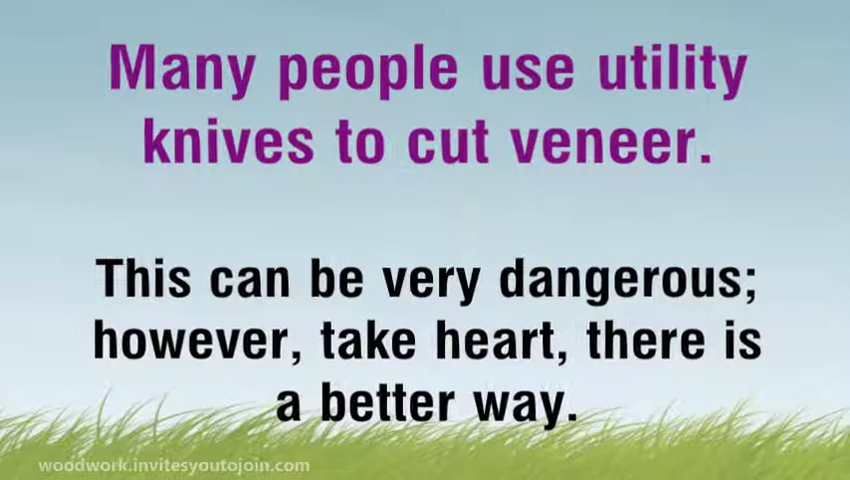 Many people use utility
knives to cut veneer.
This can be very dangerous;
however, take heart, there is
a better way.
woodwork.invitesyoutojoin.com